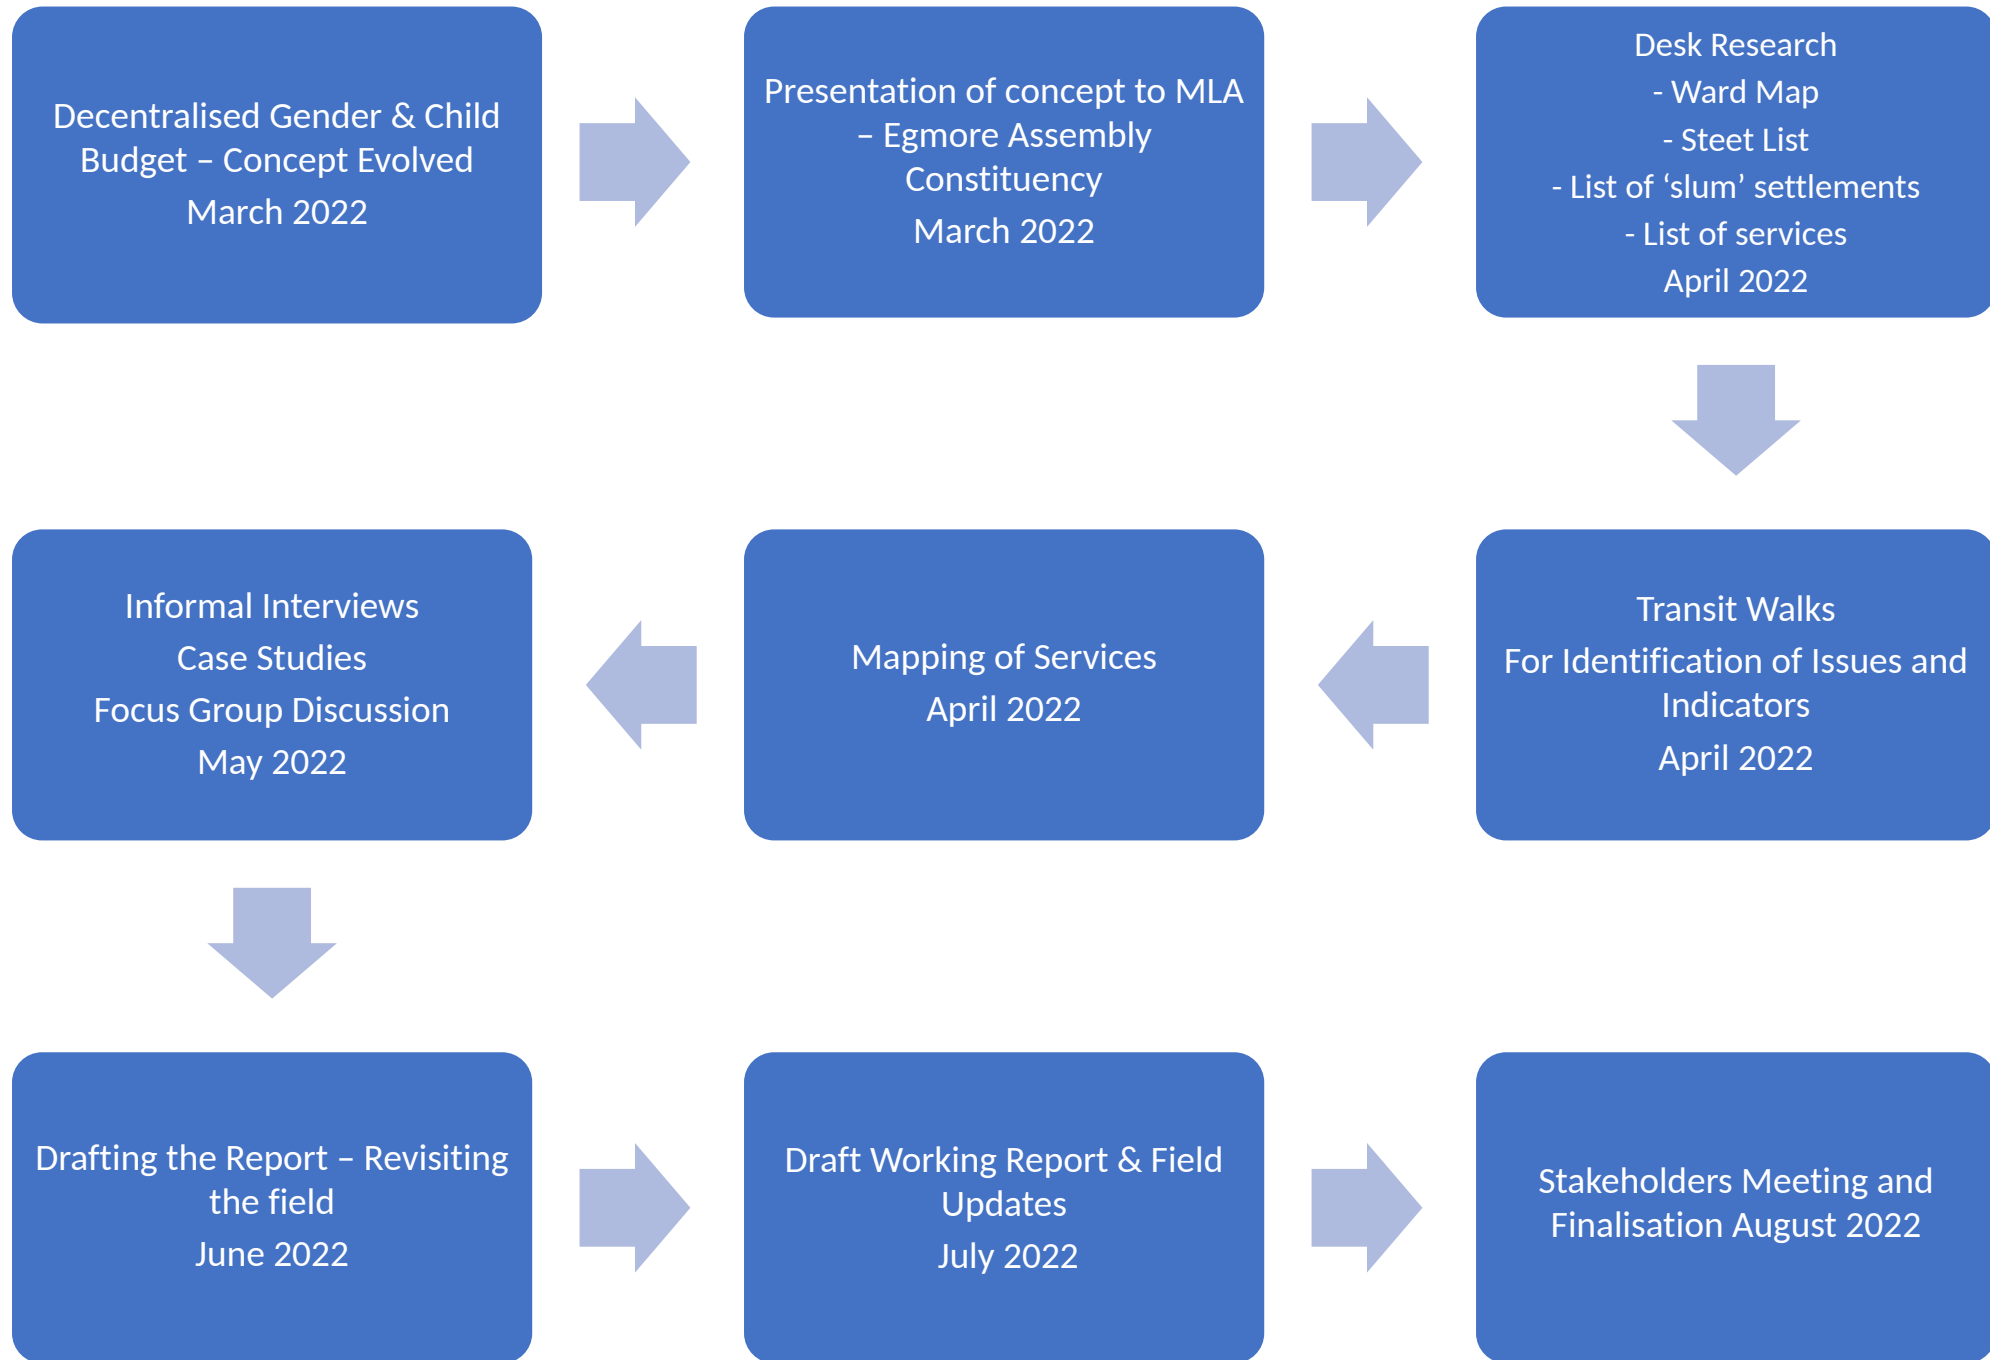 Decentralised Gender & Child
Budget – Concept Evolved
March 2022
Presentation of concept to MLA
– Egmore Assembly
Constituency
March 2022
Desk Research
- Ward Map
- Steet List
- List of ‘slum’ settlements
- List of services
April 2022
Transit Walks
For Identification of Issues and
Indicators
April 2022
Mapping of Services
April 2022
Informal Interviews
Case Studies
Focus Group Discussion
May 2022
Drafting the Report – Revisiting
the field
June 2022
Draft Working Report & Field
Updates
July 2022
Stakeholders Meeting and
Finalisation August 2022